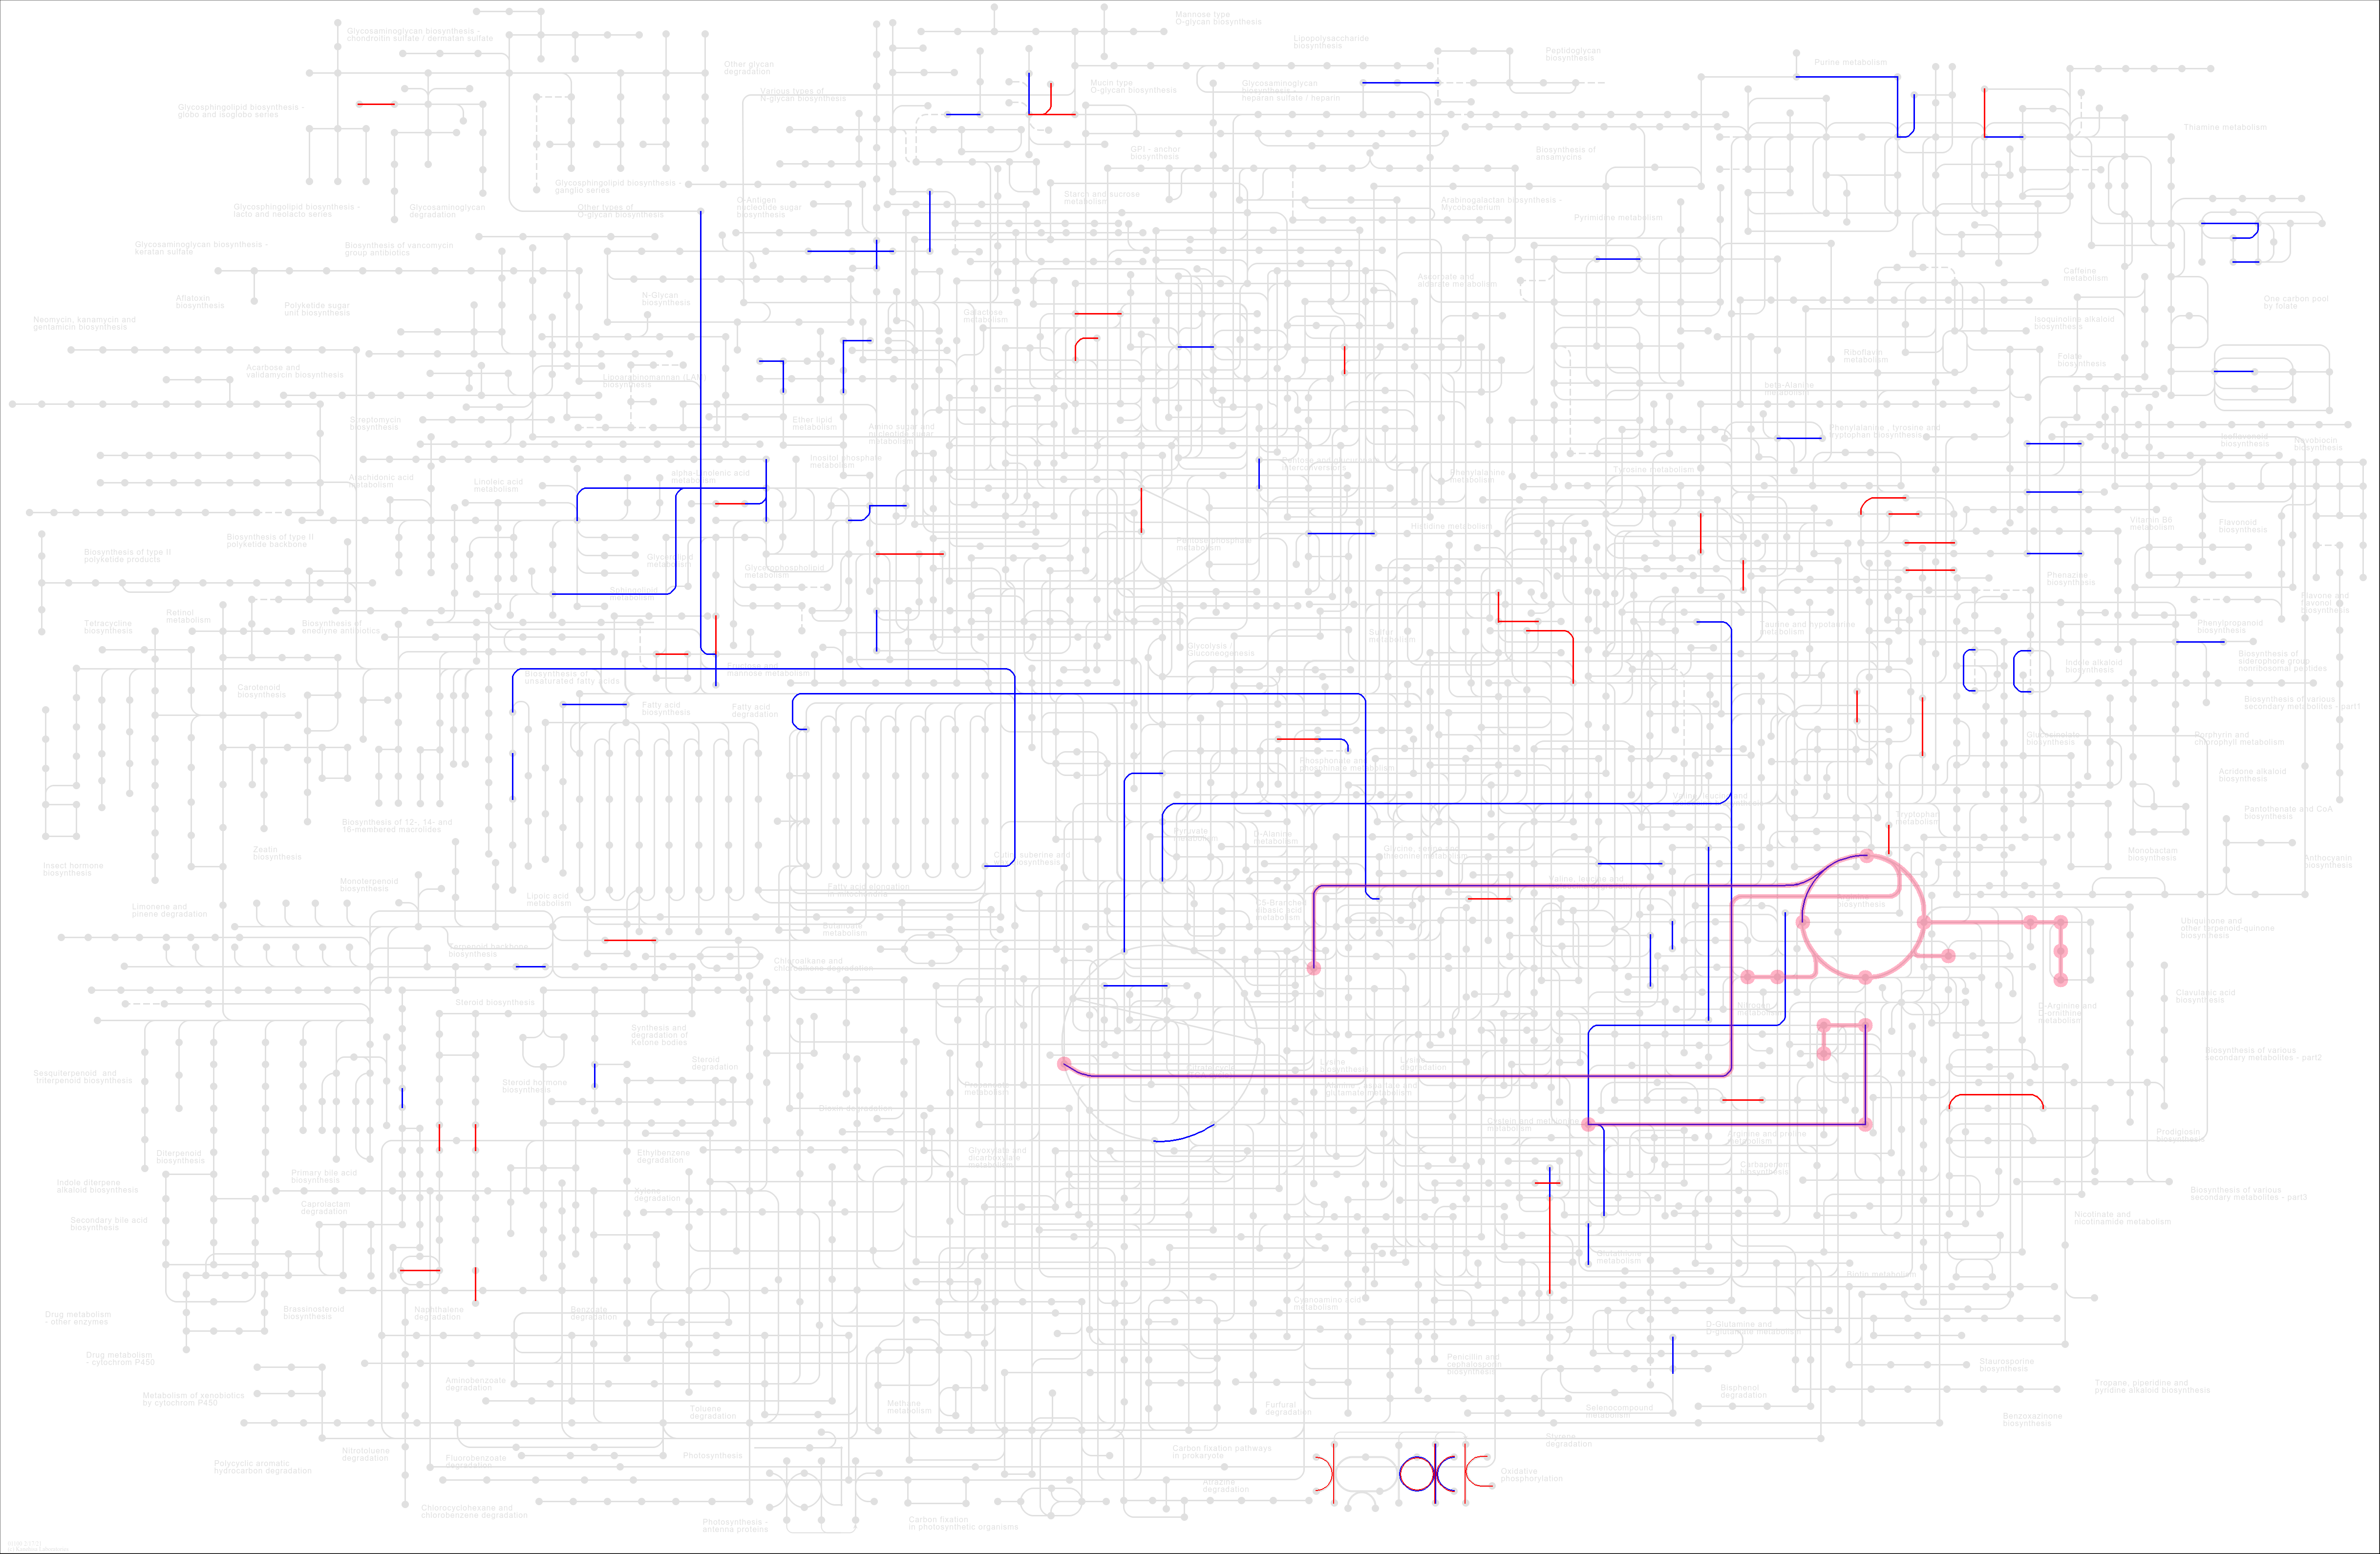 Mannose type
O-glycan biosynthesis
Glycosaminoglycan biosynthesis -
chondroitin sulfate / dermatan sulfate
Lipopolysaccharide
biosynthesis
Peptidoglycan
biosynthesis
Purine metabolism
Other glycan
degradation
Mucin type
O-glycan biosynthesis
Glycosaminoglycan
biosynthesis -
heparan sulfate / heparin
Various types of
N-glycan biosynthesis
Glycosphingolipid biosynthesis -
globo and isoglobo series
Thiamine metabolism
GPI - anchor
biosynthesis
Biosynthesis of
ansamycins
Glycosphingolipid biosynthesis -
ganglio series
Starch and sucrose
metabolism
O-Antigen
nucleotide sugar
biosynthesis
Arabinogalactan biosynthesis -
Mycobacterium
Glycosphingolipid biosynthesis -
lacto and neolacto series
Glycosaminoglycan
degradation
Other types of
O-glycan biosynthesis
Pyrimidine metabolism
Glycosaminoglycan biosynthesis -
keratan sulfate
Biosynthesis of vancomycin
group antibiotics
Ascorbate and
aldarate metabolism
Caffeine
metabolism
Aflatoxin
biosynthesis
Polyketide sugar
unit biosynthesis
N-Glycan
biosynthesis
One carbon pool
by folate
Galactose
metabolism
Neomycin, kanamycin and
gentamicin biosynthesis
Isoquinoline alkaloid
biosynthesis
Riboflavin
metabolism
Folate
biosynthesis
Acarbose and
validamycin biosynthesis
Lipoarabinomannan (LAM)
biosynthesis
beta-Alanine
metabolism
Streptomycin
biosynthesis
Ether lipid
metabolism
Amino sugar and
nucleotide sugar
metabolism
Phenylalanine , tyrosine and
tryptophan biosynthesis
Isoflavonoid
biosynthesis
Novobiocin
biosynthesis
Inositol phosphate
metabolism
interconversions
Arachidonic acid
metabolism
Linoleic acid
metabolism
alpha-Linolenic acid
metabolism
Phenylalanine
metabolism
Tyrosine metabolism
Histidine metabolism
Vitamin B6
metabolism
Flavonoid
biosynthesis
Biosynthesis of type II
polyketide backbone
Biosynthesis of type II
polyketide products
Pentose phosphate
metabolism
Glycerolipid
metabolism
Glycerophospholipid
metabolism
Phenazine
biosynthesis
Sphingolipid
metabolism
Flavone and
flavonol
biosynthesis
Retinol
metabolism
Tetracycline
biosynthesis
Biosynthesis of
enediyne antibiotics
Sulfur
metabolism
Taurine and hypotaurine
metabolism
Phenylpropanoid
biosynthesis
Glycolysis /
Gluconeogenesis
Biosynthesis of
siderophore group
nonribosomal peptides
Indole alkaloid
biosynthesis
Fructose and
mannose metabolism
Biosynthesis of
unsaturated fatty acids
Carotenoid
biosynthesis
Fatty acid
biosynthesis
Fatty acid
degradation
Biosynthesis of various
secondary metabolites - part1
Glucosinolate
biosynthesis
Porphyrin and
chlorophyll metabolism
Phosphonate and
phosphinate metabolism
Acridone alkaloid
biosynthesis
Valine, leucine and
Pantothenate and CoA
biosynthesis
Biosynthesis of 12-, 14- and
16-membered macrolides
Tryptophan
metabolism
Pyruvate
metabolism
D-Alanine
metabolism
Zeatin
biosynthesis
Glycine, serine and
threonine metabolism
Monobastam
biosynthesis
Anthocyanin
biosynthesis
Insect hormone
biosynthesis
Monoterpenoid
biosynthesis
Fatty acid elongation
in mitochondria
Valine, leucine and
Lipoic acid
metabolism
Limonene and
pinene degradation
C5-Branched
dibasic acid
metabolism
biosynthesis
Butanoate
metabolism
Ubiquinone and
other terpenoid-quinone
biosynthesis
Terpenoid backbone
biosynthesis
Chloroalkane and
chloroalkene degradation
Clavulanic acid
biosynthesis
Steroid biosynthesis
Nitrogen
metabolism
D-Arginine and
D-ornithine
metabolism
Synthesis and
degradation of
Ketone bodies
Biosynthesis of various
secondary metabolites - part2
Steroid
degradation
Lysine
biosynthesis
Lysine
degradation
Sesquiterpenoid and
triterpenoid biosynthesis
Steroid hormone
biosynthesis
Propanoate
metabolism
Alanine, aspartate and
glutamate metabolism
Dioxin degradation
Cystein and methionine
metabolism
Arginine and proline
metabolism
Prodigiosin
biosynthesis
Diterpenoid
biosynthesis
Ethylbenzene
degradation
Glyoxylate and
dicarboxylate
metabolism
Carbapenem
biosynthesis
Primary bile acid
biosynthesis
Indole diterpene
alkaloid biosynthesis
Xylene
degradation
Biosynthesis of various
secondary metabolites - part3
Caprolactam
degradation
Secondary bile acid
biosynthesis
Nicotinate and
nicotinamide metabolism
Glutathione
metabolism
Biotin metabolism
Cyanoamino acid
metabolism
Drug metabolism
- other enzymes
Brassinosteroid
biosynthesis
Naphthalene
degradation
Benzoate
degradation
D-Glutamine and
D-glutamate metabolism
Drug metabolism
- cytochrom P450
Penicillin and
cephalosporin
biosynthesis
Staurosporine
biosynthesis
Aminobenzoate
degradation
Bisphenol
degradation
Tropane, piperidine and
pyridine alkaloid biosynthesis
Metabolism of xenobiotics
by cytochrom P450
Methane
metabolism
Furfural
degradation
Selenocompound
metabolism
Toluene
degradation
Benzoxazinone
biosynthesis
Styrene
degradation
Nitrotoluene
degradation
Photosynthesis
Carbon fixation pathways
in prokaryote
Fluorobenzoate
degradation
Polycyclic aromatic
hydrocarbon degradation
Oxidative
phosphorylation
Atrazine
degradation
Chlorocyclohexane and
chlorobenzene degradation
Photosynthesis -
antenna proteins
Carbon fixation
in photosynthetic organisms